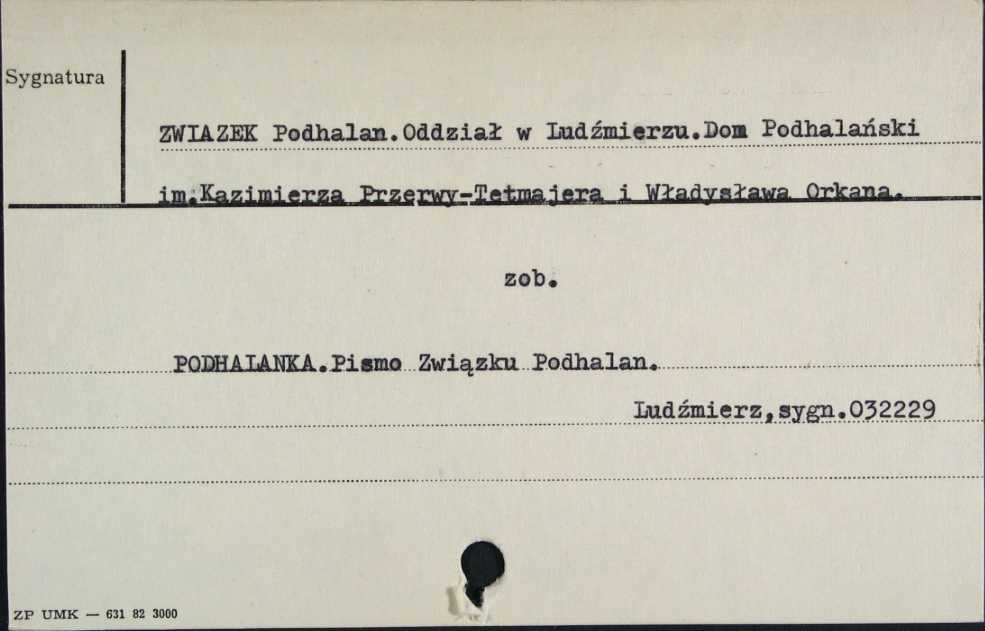 Sygnatura
ZWIAZEK Podhalan.Oddział w Ludźmierzu.Dom Podhalański
im.Kazimierza Przerwy-Tetmajera i Władysława Orkana.
zob.
PODHALANKA.Pismo Związku Podhalan.
Ludźmierz,sygn.032229
ZP UMK — 631 82 3000